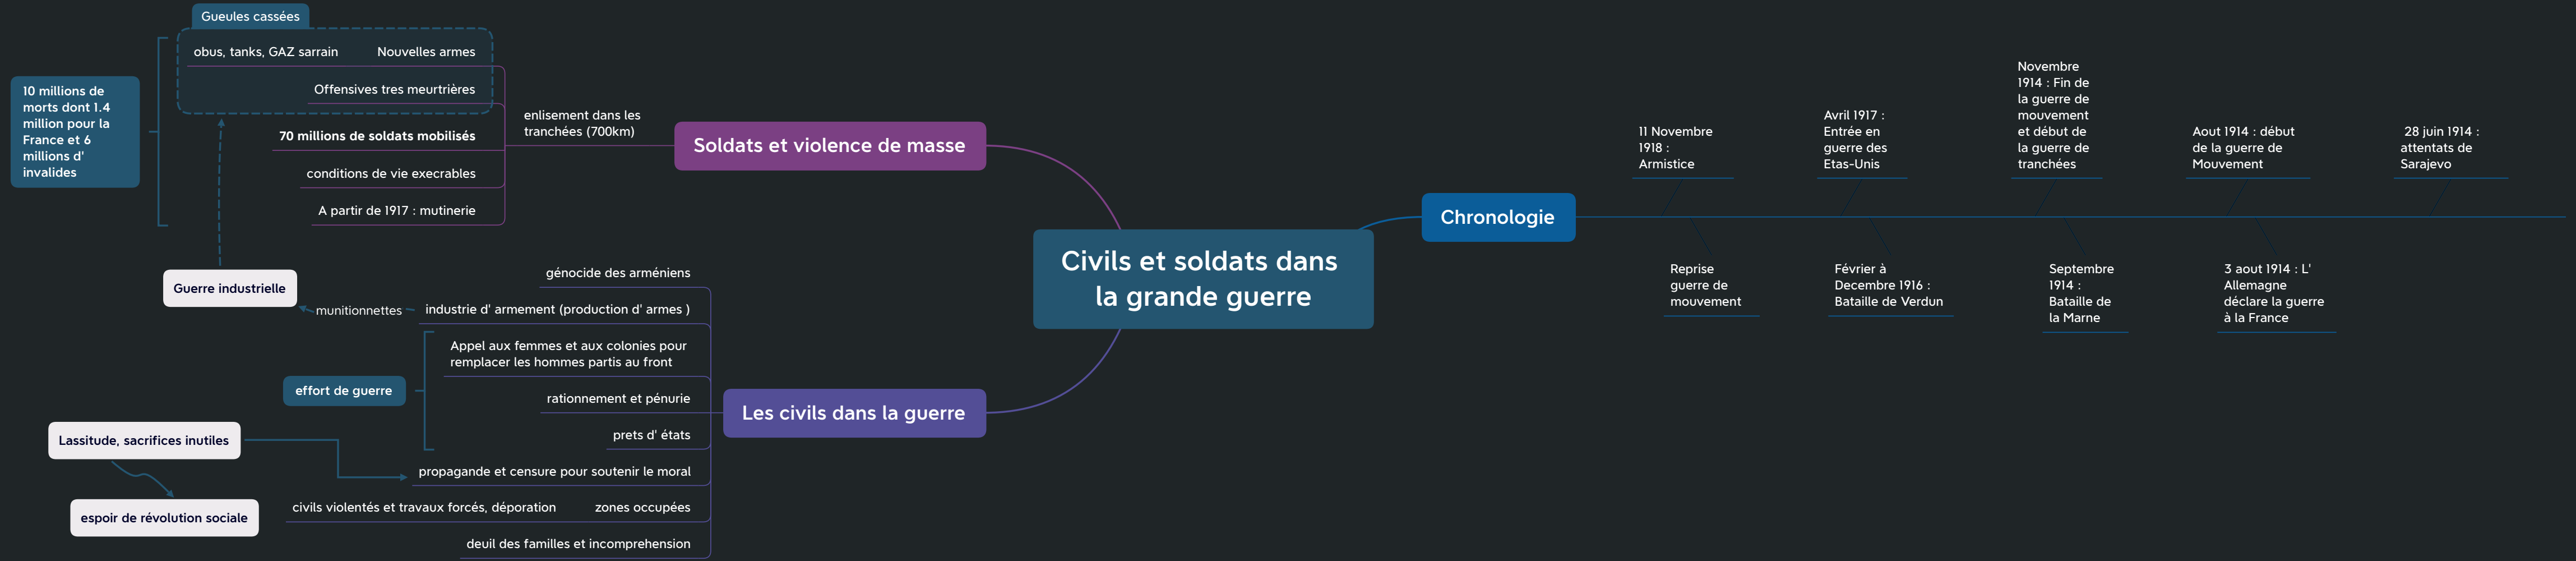 Gueules cassées
obus, tanks, GAZ sarrain
Nouvelles armes
Offensives tres meurtrières
70 millions de soldats mobilisés
conditions de vie execrables
A partir de 1917 : mutinerie
10 millions de
morts dont 1.4
million pour la
France et 6
millions d'
invalides
enlisement dans les
tranchées (700km)
Soldats et violence de masse
Guerre industrielle
munitionnettes
génocide des arméniens
industrie d' armement (production d' armes )
Appel aux femmes et aux colonies pour
remplacer les hommes partis au front
effort de guerre
rationnement et pénurie
prets d' états
Lassitude, sacrifices inutiles
propagande et censure pour soutenir le moral
espoir de révolution sociale
civils violentés et travaux forcés, déporation
zones occupées
deuil des familles et incomprehension
Les civils dans la guerre
Civils et soldats dans
la grande guerre
Chronologie
11 Novembre
1918 :
Armistice
Reprise
guerre de
mouvement
Avril 1917 :
Entrée en
guerre des
Etas-Unis
Février à
Decembre 1916 :
Bataille de Verdun
Novembre
1914 : Fin de
la guerre de
mouvement
et début de
la guerre de
tranchées
Septembre
1914 :
Bataille de
la Marne
Aout 1914 : début
de la guerre de
Mouvement
3 aout 1914 : L'
Allemagne
déclare la guerre
à la France
28 juin 1914 :
attentats de
Sarajevo